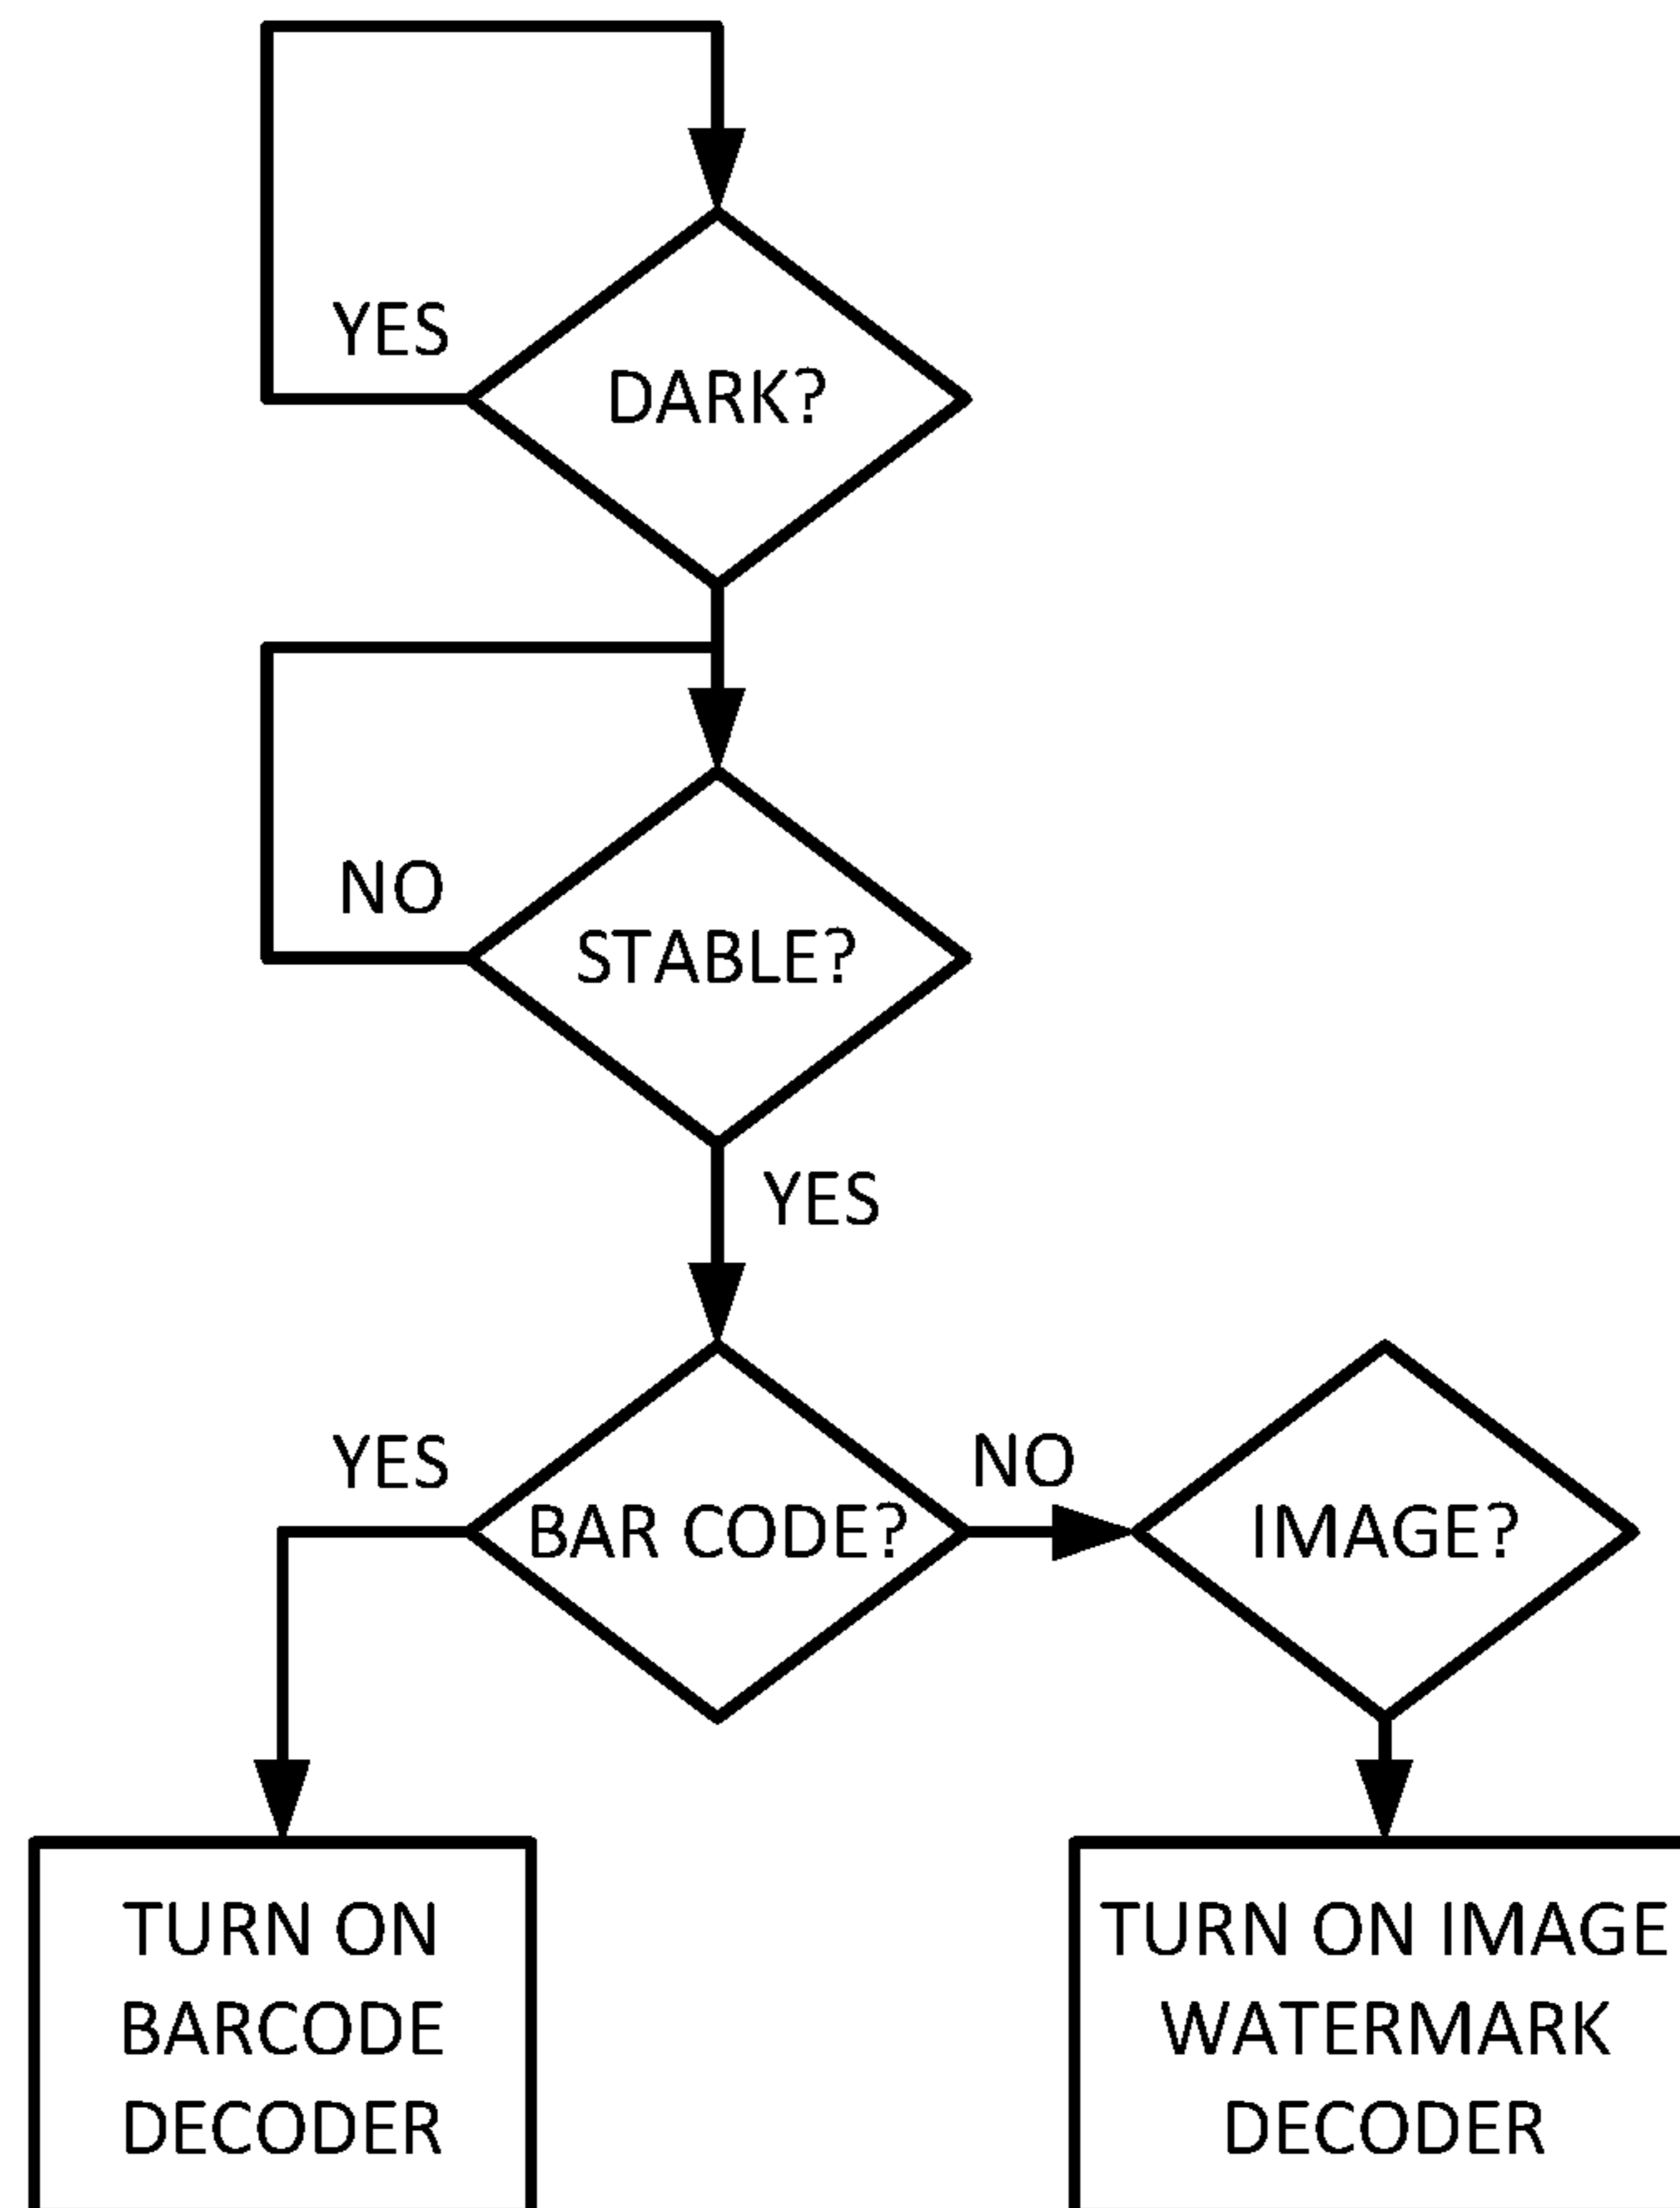 YES
DARK?
NO
STABLE?
YES
YES
NO
BAR CODE?
IMAGE?
TURN ON
BARCODE
DECODER
TURN ON IMAGE
WATERMARK
DECODER